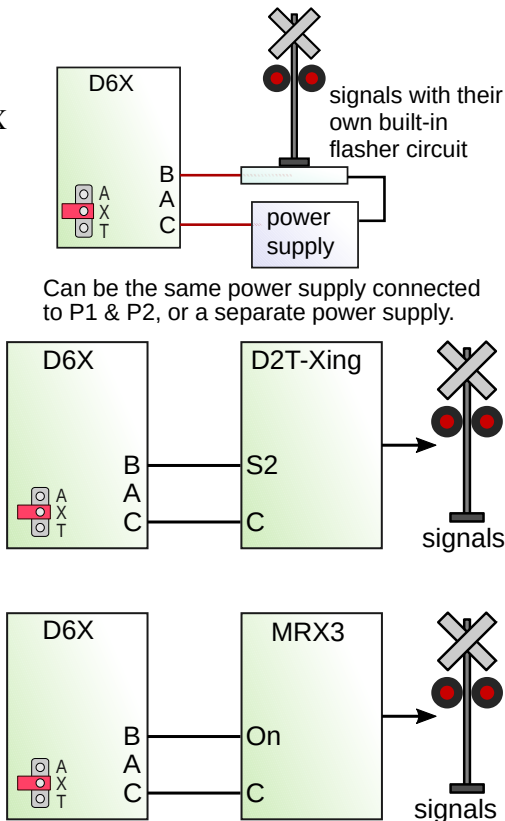 D6X
X
signals with their
own built-in
flasher circuit
B
A
C
A
X
T
power
supply
Can be the same power supply connected
to P1 & P2, or a separate power supply.
D6X
D2T-Xing
B
A
C
S2
C
A
X
T
signals
D6X
MRX3
B
A
C
On
C
A
X
T
signals